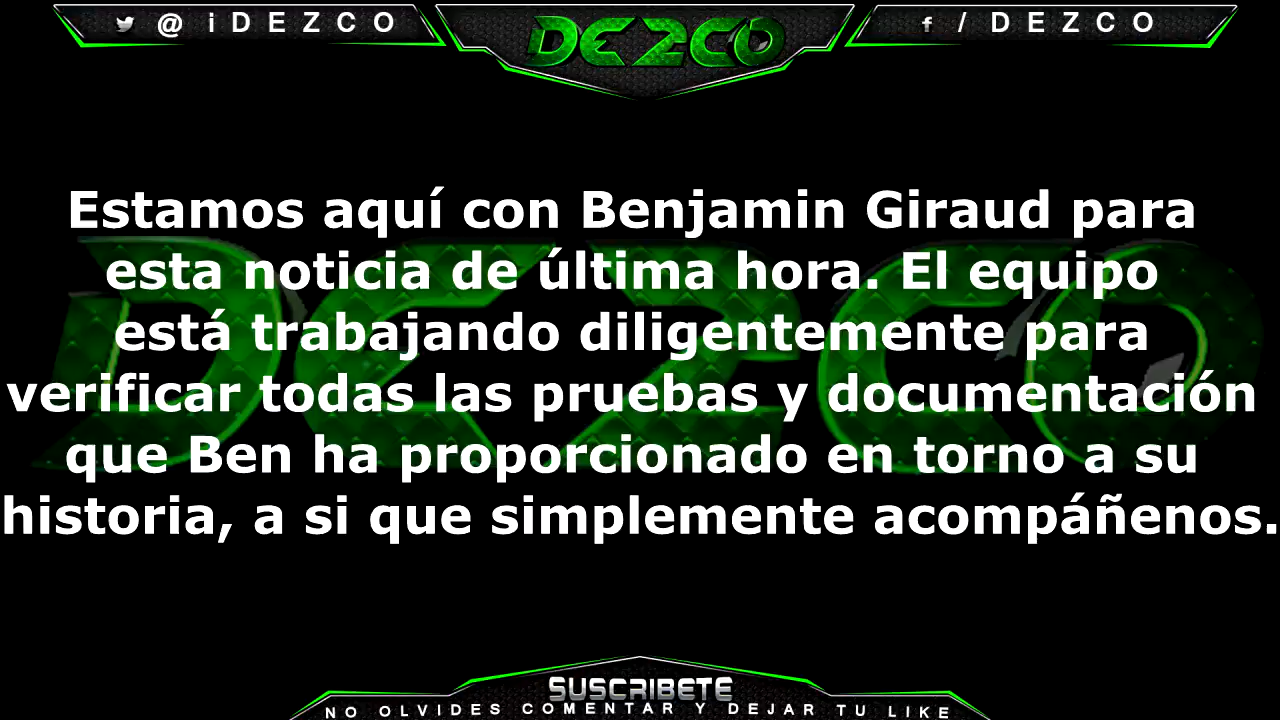 @iDEZCO
DEZCO
f / DEZCO
Estamos aquí con Benjamin Giraud para
esta noticia de última hora. El equipo
está trabajando diligentemente para
verificar todas las pruebas y documentación
que Ben ha proporcionado en torno a su
historia, a si que simplemente acompáñenos.
DEZCO
SUSCRIBETE
NO OLVIDES COMENTAR Y DEJAR TU LIKE